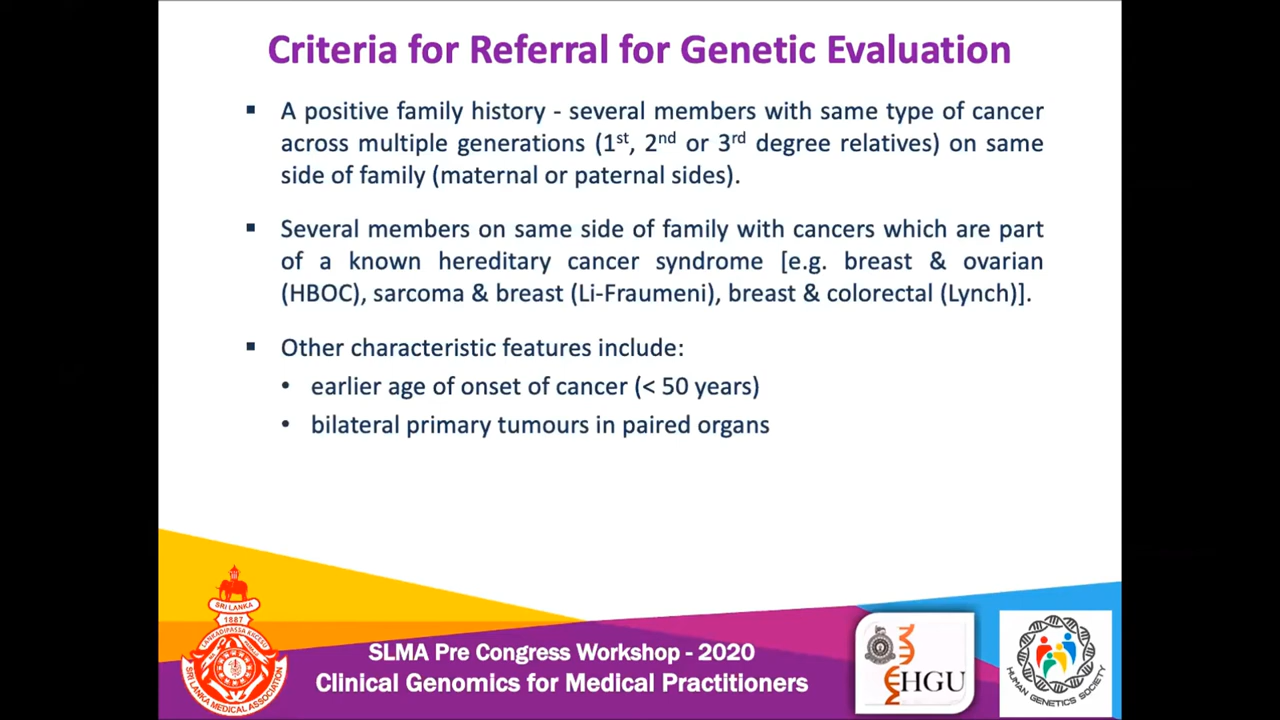 Criteria for Referral for Genetic Evaluation
▪ A positive family history - several members with same type of cancer
across multiple generations (1st, 2nd or 3rd degree relatives) on same
side of family (maternal or paternal sides).
▪ Several members on same side of family with cancers which are part
of a known hereditary cancer syndrome [e.g. breast & ovarian
(HBOC), sarcoma & breast (Li-Fraumeni), breast & colorectal (Lynch)].
▪ Other characteristic features include:
• earlier age of onset of cancer (< 50 years)
• bilateral primary tumours in paired organs
SRI LANKA
1887
SRI LANKA MEDICAL ASSOCIATION
SLMA Pre Congress Workshop - 2020
Clinical Genomics for Medical Practitioners
HGU
HUMAN GENETICS SOCIETY